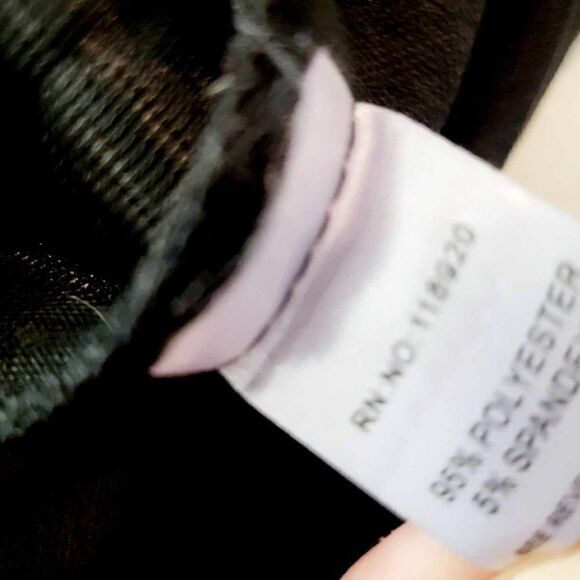 RN.NO:118920
95% POLYESTER
5% SPANDEX